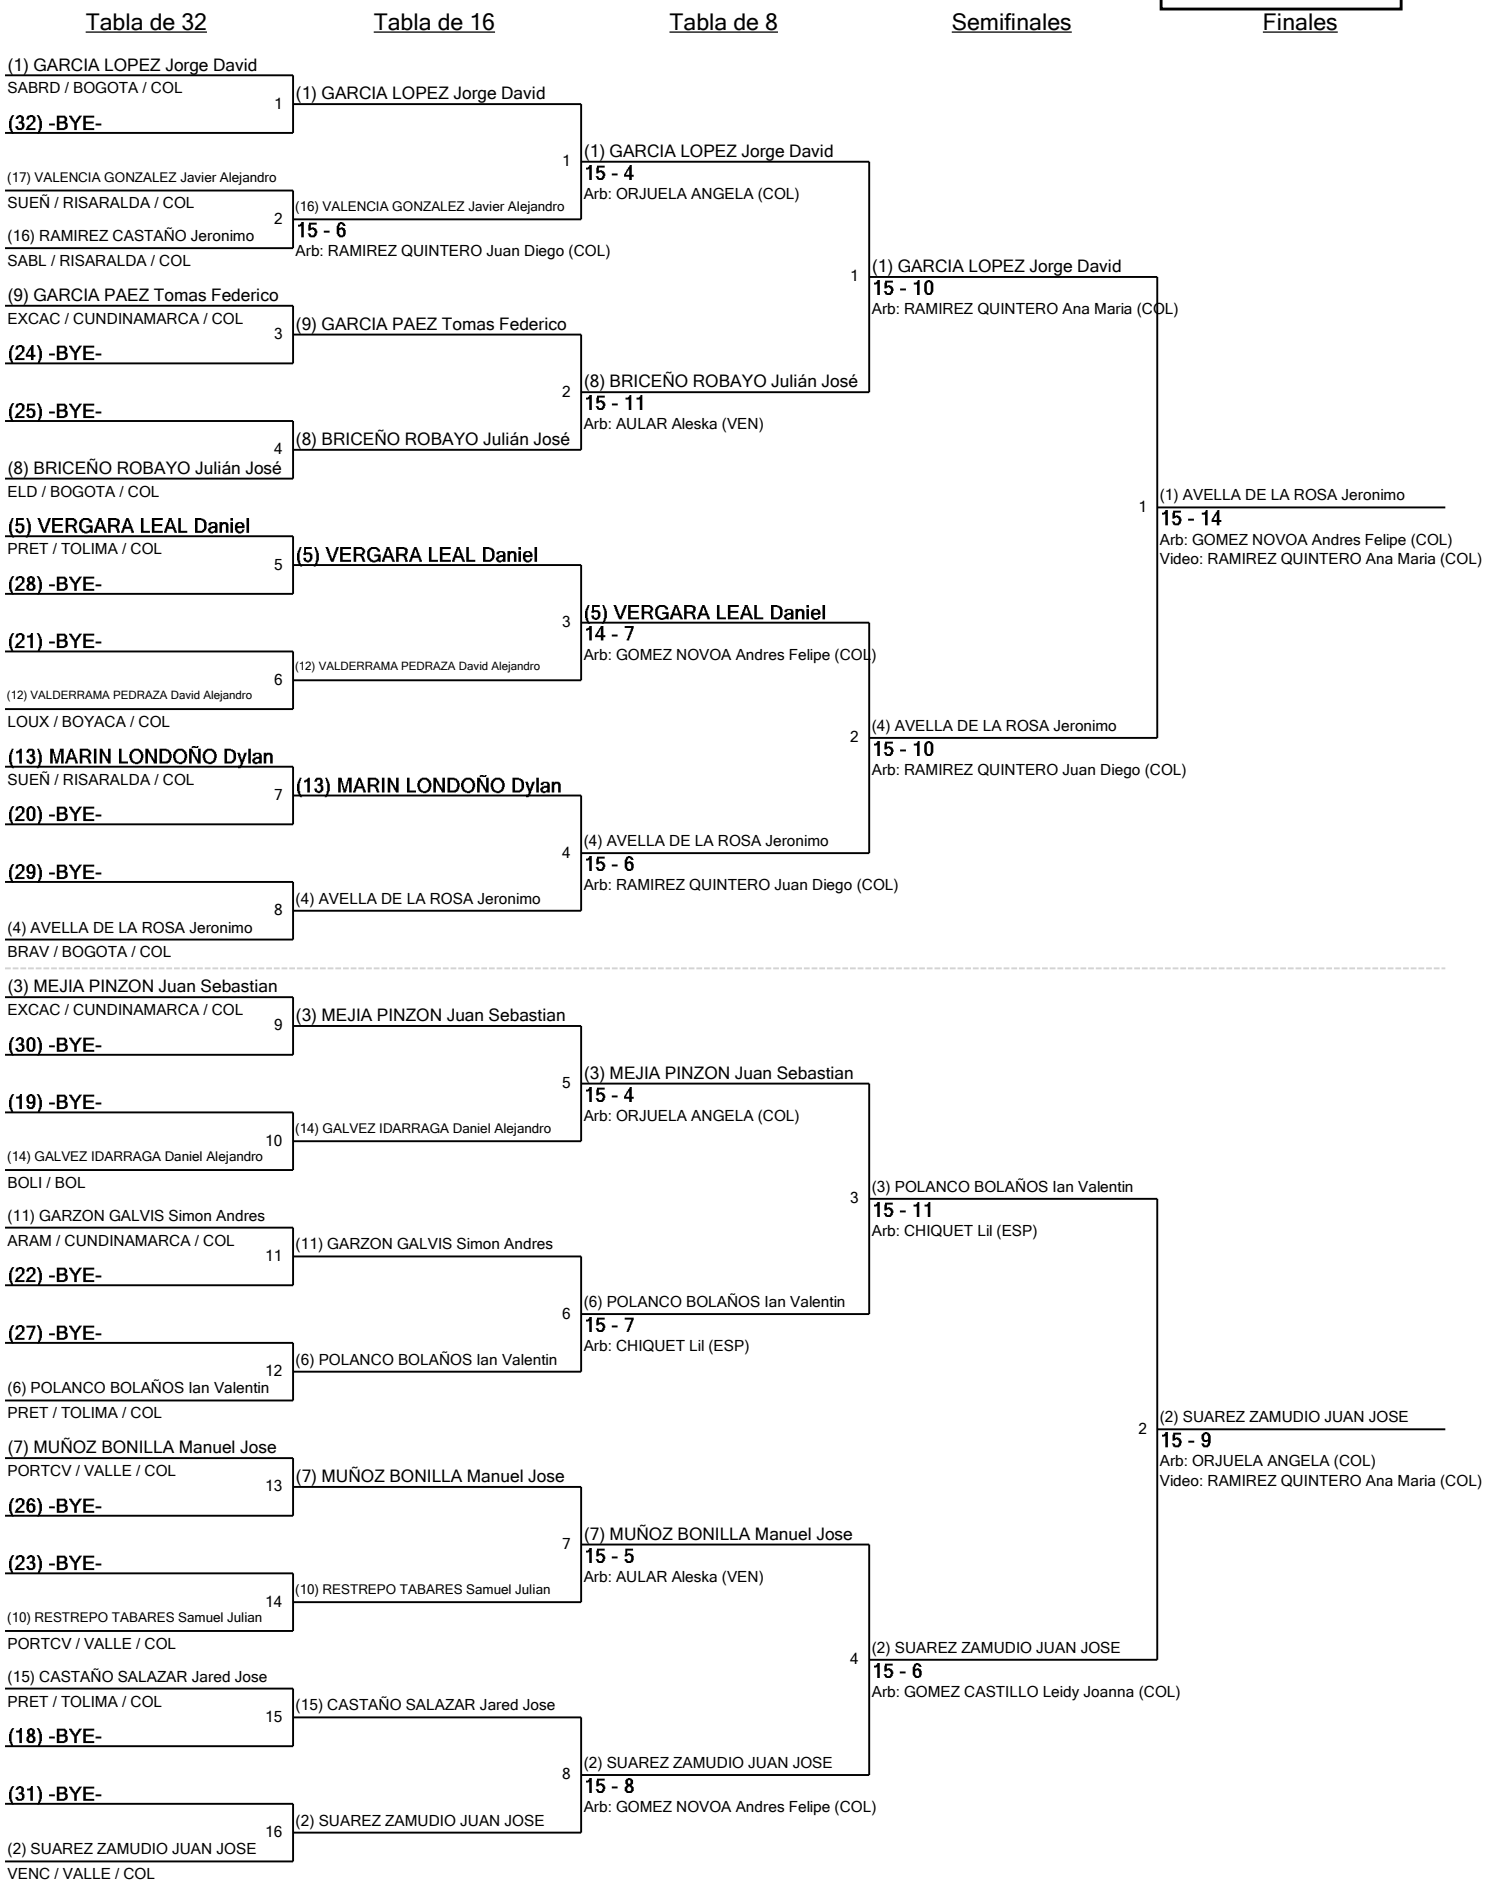 Tabla de 32
Tabla de 16
Tabla de 8
Semifinales
Finales
(1) GARCIA LOPEZ Jorge David
SABRD / BOGOTA / COL
1
(32) -BYE-
(17) VALENCIA GONZALEZ Javier Alejandro
SUEÑ / RISARALDA / COL
2
(16) RAMIREZ CASTAÑO Jeronimo
SABL / RISARALDA / COL
(9) GARCIA PAEZ Tomas Federico
EXCAC / CUNDINAMARCA / COL
3
(24) -BYE-
(25) -BYE-
4
(8) BRICEÑO ROBAYO Julián José
ELD / BOGOTA / COL
(5) VERGARA LEAL Daniel
PRET / TOLIMA / COL
5
(28) -BYE-
(21) -BYE-
6
(12) VALDERRAMA PEDRAZA David Alejandro
LOUX / BOYACA / COL
(13) MARIN LONDOÑO Dylan
SUEÑ / RISARALDA / COL
7
(20) -BYE-
(29) -BYE-
8
(4) AVELLA DE LA ROSA Jeronimo
BRAV / BOGOTA / COL
(3) MEJIA PINZON Juan Sebastian
EXCAC / CUNDINAMARCA / COL
9
(30) -BYE-
(19) -BYE-
10
(14) GALVEZ IDARRAGA Daniel Alejandro
BOLI / BOL
(11) GARZON GALVIS Simon Andres
ARAM / CUNDINAMARCA / COL
11
(22) -BYE-
(27) -BYE-
12
(6) POLANCO BOLAÑOS Ian Valentin
PRET / TOLIMA / COL
(7) MUÑOZ BONILLA Manuel Jose
PORTCV / VALLE / COL
13
(26) -BYE-
(23) -BYE-
14
(10) RESTREPO TABARES Samuel Julian
PORTCV / VALLE / COL
(15) CASTAÑO SALAZAR Jared Jose
PRET / TOLIMA / COL
15
(18) -BYE-
(31) -BYE-
16
(2) SUAREZ ZAMUDIO JUAN JOSE
VENC / VALLE / COL
(1) GARCIA LOPEZ Jorge David
1
(16) VALENCIA GONZALEZ Javier Alejandro
15 - 6
Arb: RAMIREZ QUINTERO Juan Diego (COL)
(9) GARCIA PAEZ Tomas Federico
2
(8) BRICEÑO ROBAYO Julián José
(5) VERGARA LEAL Daniel
3
(12) VALDERRAMA PEDRAZA David Alejandro
(13) MARIN LONDOÑO Dylan
4
(4) AVELLA DE LA ROSA Jeronimo
(3) MEJIA PINZON Juan Sebastian
5
(14) GALVEZ IDARRAGA Daniel Alejandro
(11) GARZON GALVIS Simon Andres
6
(6) POLANCO BOLAÑOS Ian Valentin
(7) MUÑOZ BONILLA Manuel Jose
7
(10) RESTREPO TABARES Samuel Julian
(15) CASTAÑO SALAZAR Jared Jose
8
(2) SUAREZ ZAMUDIO JUAN JOSE
(1) GARCIA LOPEZ Jorge David
15 - 4
Arb: ORJUELA ANGELA (COL)
1
(8) BRICEÑO ROBAYO Julián José
15 - 11
Arb: AULAR Aleska (VEN)
(5) VERGARA LEAL Daniel
14 - 7
Arb: GOMEZ NOVOA Andres Felipe (COL)
2
(4) AVELLA DE LA ROSA Jeronimo
15 - 6
Arb: RAMIREZ QUINTERO Juan Diego (COL)
(3) MEJIA PINZON Juan Sebastian
15 - 4
Arb: ORJUELA ANGELA (COL)
3
(6) POLANCO BOLAÑOS Ian Valentin
15 - 7
Arb: CHIQUET Lil (ESP)
(7) MUÑOZ BONILLA Manuel Jose
15 - 5
Arb: AULAR Aleska (VEN)
4
(2) SUAREZ ZAMUDIO JUAN JOSE
15 - 8
Arb: GOMEZ NOVOA Andres Felipe (COL)
(1) GARCIA LOPEZ Jorge David
15 - 10
Arb: RAMIREZ QUINTERO Ana Maria (COL)
1
(4) AVELLA DE LA ROSA Jeronimo
15 - 10
Arb: RAMIREZ QUINTERO Juan Diego (COL)
(3) POLANCO BOLAÑOS Ian Valentin
15 - 11
Arb: CHIQUET Lil (ESP)
2
(2) SUAREZ ZAMUDIO JUAN JOSE
15 - 6
Arb: GOMEZ CASTILLO Leidy Joanna (COL)
(1) AVELLA DE LA ROSA Jeronimo
15 - 14
Arb: GOMEZ NOVOA Andres Felipe (COL)
Video: RAMIREZ QUINTERO Ana Maria (COL)
(2) SUAREZ ZAMUDIO JUAN JOSE
15 - 9
Arb: ORJUELA ANGELA (COL)
Video: RAMIREZ QUINTERO Ana Maria (COL)